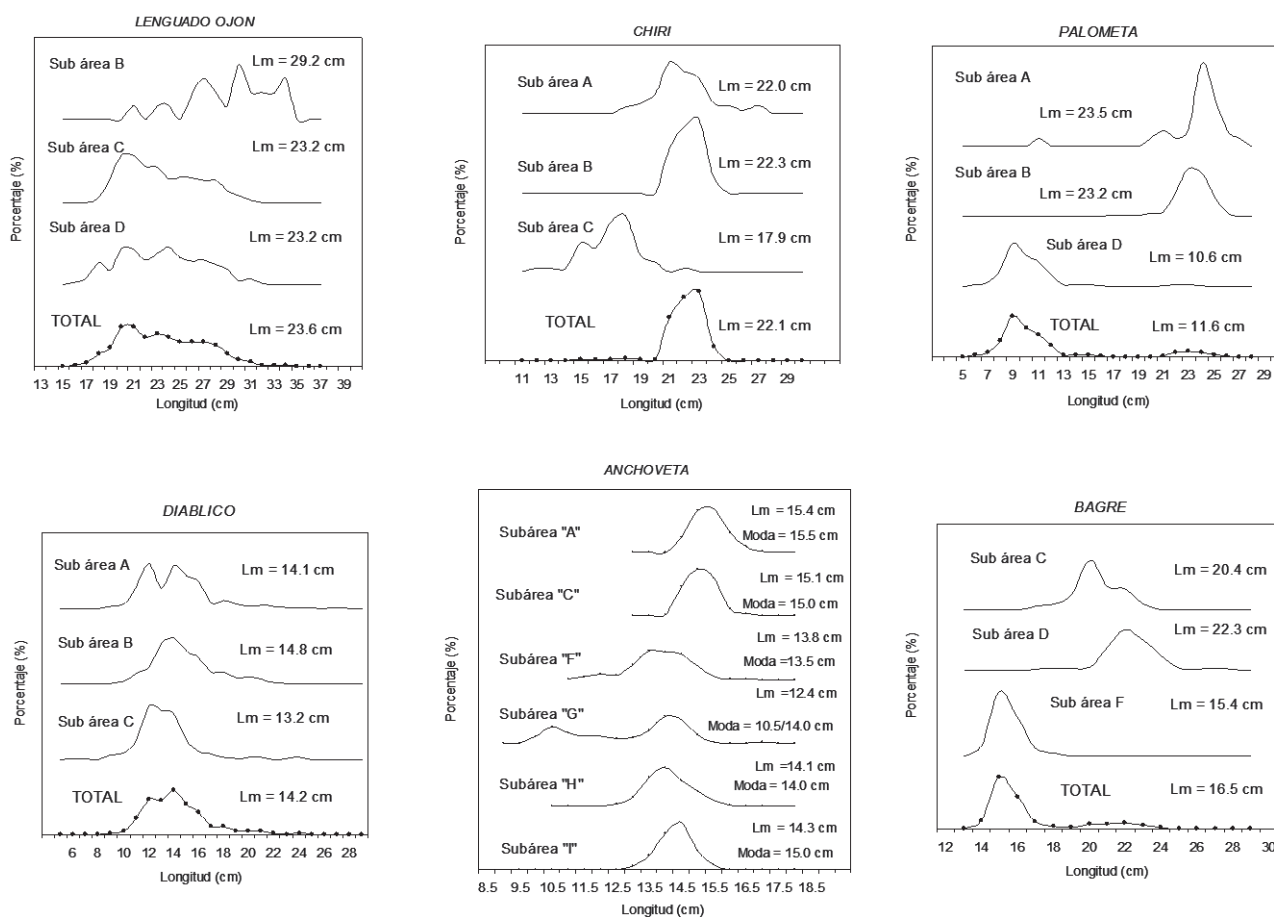 LENGUADO OJON
Porcentaje (%)
Sub área B
Lm = 29.2 cm
Sub área C
Lm = 23.2 cm
Sub área D
Lm = 23.2 cm
TOTAL
Lm = 23.6 cm
13 15 17 19 21 23 25 27 29 31 33 35 37 39
Longitud (cm)
CHIRI
Porcentaje (%)
Sub área A
Lm = 22.0 cm
Sub área B
Lm = 22.3 cm
Sub área C
Lm = 17.9 cm
TOTAL
Lm = 22.1 cm
11 13 15 17 19 21 23 25 27 29
Longitud (cm)
PALOMETA
Porcentaje (%)
Sub área A
Lm = 23.5 cm
Sub área B
Lm = 23.2 cm
Sub área D
Lm = 10.6 cm
TOTAL
Lm = 11.6 cm
5 7 9 11 13 15 17 19 21 23 25 27 29
Longitud (cm)
DIABLICO
Porcentaje (%)
Sub área A
Lm = 14.1 cm
Sub área B
Lm = 14.8 cm
Sub área C
Lm = 13.2 cm
TOTAL
Lm = 14.2 cm
6 8 10 12 14 16 18 20 22 24 26 28
Longitud (cm)
ANCHOVETA
Porcentaje (%)
Subárea "A"
Lm = 15.4 cm
Moda = 15.5 cm
Subárea "C"
Lm = 15.1 cm
Moda = 15.0 cm
Subárea "F"
Lm = 13.8 cm
Moda =13.5 cm
Subárea "G"
Lm =12.4 cm
Moda = 10.5/14.0 cm
Subárea "H"
Lm =14.1 cm
Moda = 14.0 cm
Subárea "I"
Lm = 14.3 cm
Moda = 15.0 cm
8.5 9.5 10.5 11.5 12.5 13.5 14.5 15.5 16.5 17.5 18.5
Longitud (cm)
BAGRE
Porcentaje (%)
Sub área C
Lm = 20.4 cm
Sub área D
Lm = 22.3 cm
Sub área F
Lm = 15.4 cm
TOTAL
Lm = 16.5 cm
12 14 16 18 20 22 24 26 28 30
Longitud (cm)